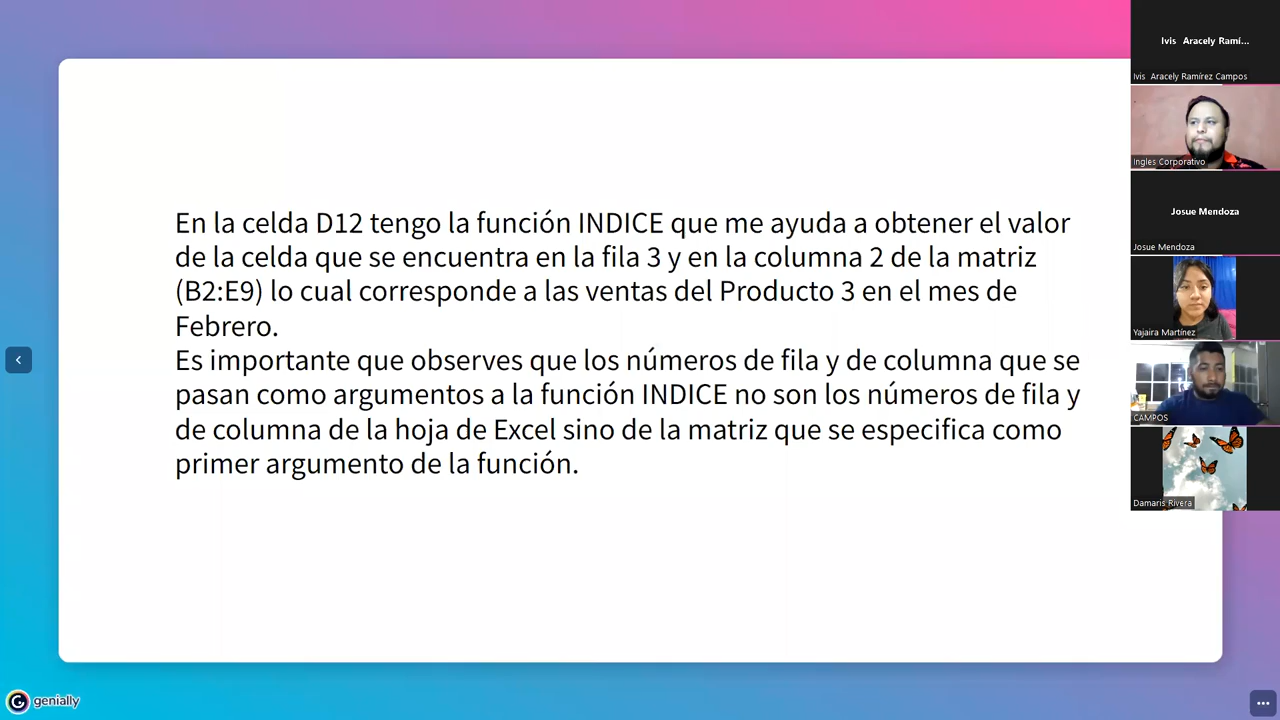 En la celda D12 tengo la función INDICE que me ayuda a obtener el valor
de la celda que se encuentra en la fila 3 y en la columna 2 de la matriz
(B2:E9) lo cual corresponde a las ventas del Producto 3 en el mes de
Febrero.
Es importante que observes que los números de fila y de columna que se
pasan como argumentos a la función INDICE no son los números de fila y
de columna de la hoja de Excel sino de la matriz que se especifica como
primer argumento de la función.
Ivis Aracely Ramí...
Ivis Aracely Ramírez Campos
Ingles Corporativo
Josue Mendoza
Josue Mendoza
Yajaira Martínez
CAMPOS
Damaris Rivera
genially